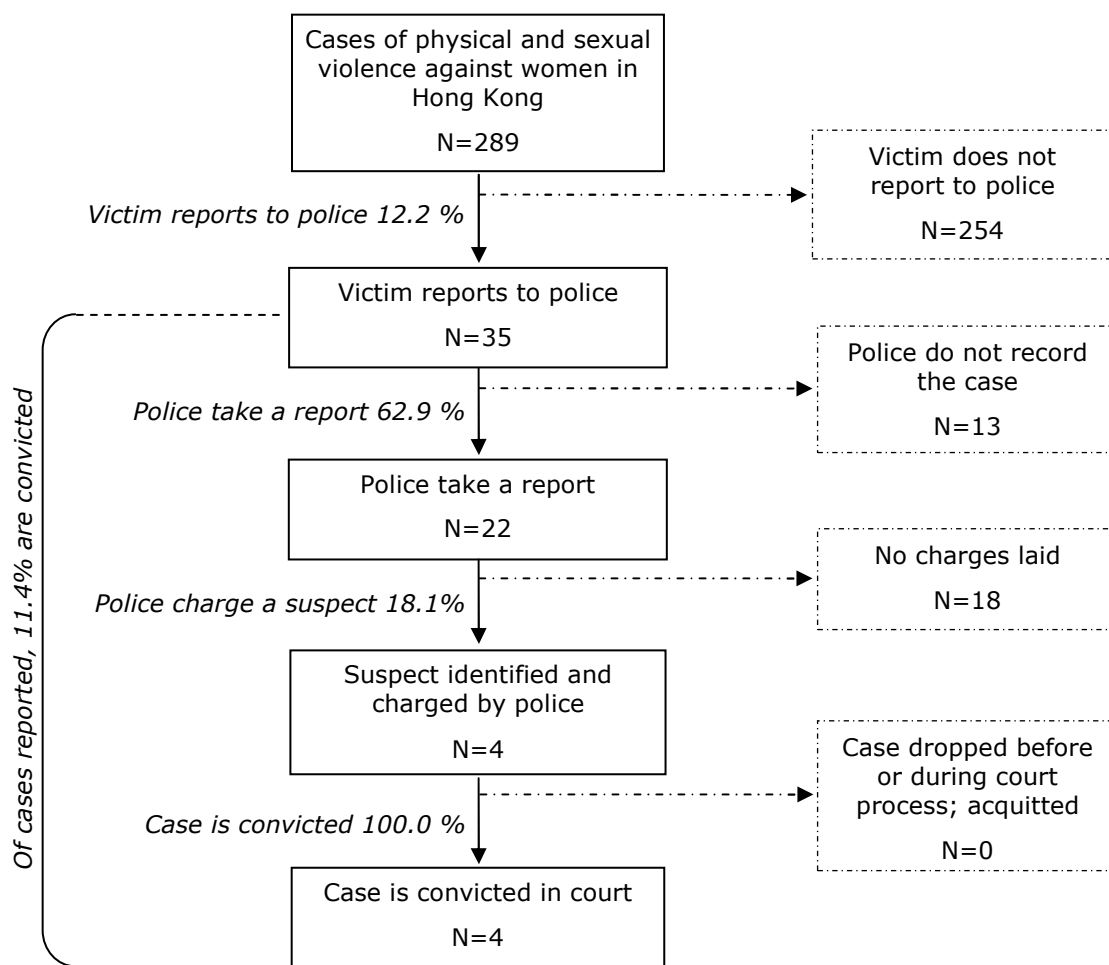 Cases of physical and sexual
violence against women in
Hong Kong
N=289
Victim does not
report to police
N=254
Victim reports to police 12.2 %
Victim reports to police
N=35
Police do not record
the case
N=13
Police take a report 62.9 %
Police take a report
N=22
No charges laid
N=18
Police charge a suspect 18.1%
Suspect identified and
charged by police
N=4
Case dropped before
or during court
process; acquitted
N=0
Case is convicted 100.0 %
Case is convicted in court
N=4
Of cases reported, 11.4% are convicted